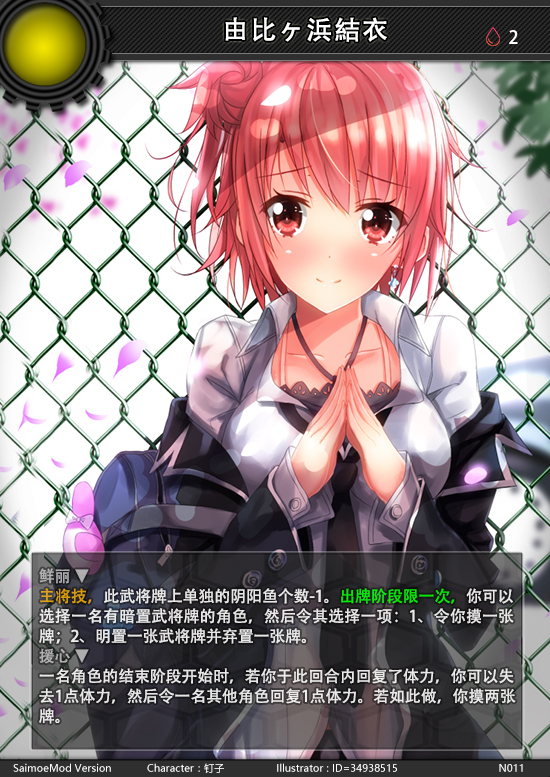 由比ヶ浜結衣
2
鲜丽▼
主将技，此武将牌上单独的阴阳鱼个数-1。出牌阶段限一次，你可以
选择一名有暗置武将牌的角色，然后令其选择一项：1、令你摸一张
牌；2、明置一张武将牌并弃置一张牌。
援心▼
一名角色的结束阶段开始时，若你于此回合内回复了体力，你可以失
去1点体力，然后令一名其他角色回复1点体力。若如此做，你摸两张
牌。
SaimoeMod Version Character : 钉子 Illustrator : ID=34938515 N011